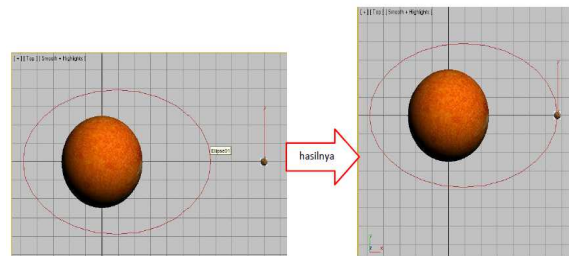 [ + ] [ Top ] [ Smooth + Highlights ]
Ellipse01
hasilnya
[ + ] [ Top ] [ Smooth + Highlights ]
y
x